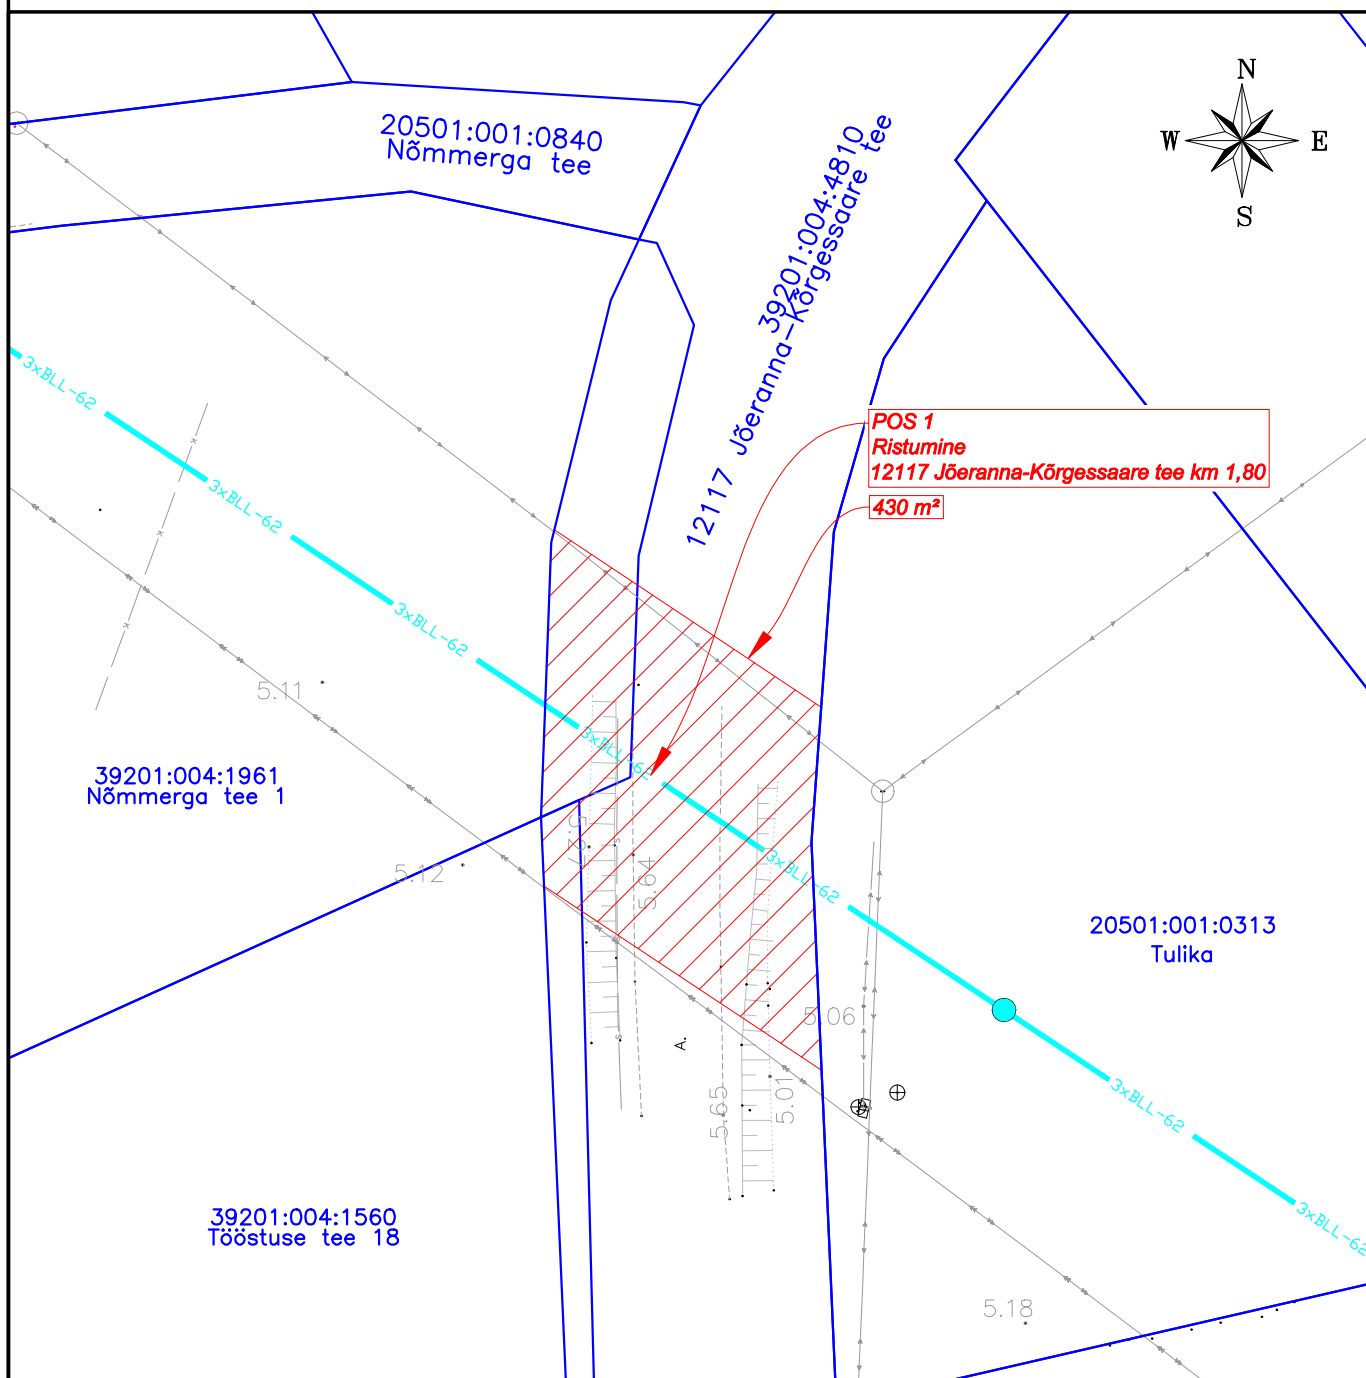 N
W E
S
20501:001:0840
Nõmmerga tee
39201:004:4810
12117 Jõeranna-Kõrgessaare tee
3xBLL-62
3xBLL-62
3xBLL-62
3xBLL-62
3xBLL-62
3xBLL-62
3xBLL-62
POS 1
Ristumine
12117 Jõeranna-Kõrgessaare tee km 1,80
430 m²
K
K
5.11
39201:004:1961
Nõmmerga tee 1
5.12
5.27
5.64
S
S
20501:001:0313
Tulika
5.06
A.
5.65
5.01
39201:004:1560
Tööstuse tee 18
5.18